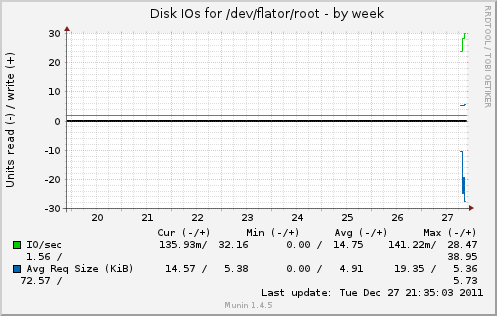 Disk IOs for /dev/flator/root - by week
RRDTOOL / TOBI OETIKER
Units read (-) / write (+)
30
20
10
0
-10
-20
-30
20 21 22 23 24 25 26 27
Cur (-/+) Min (-/+) Avg (-/+) Max (-/+)
IO/sec 135.93m/ 32.16 0.00 / 14.75 141.22m/ 28.47
1.56 / 38.95
Avg Req Size (KiB) 14.57 / 5.38 0.00 / 4.91 19.35 / 5.36
72.57 / 5.73
Last update: Tue Dec 27 21:35:03 2011
Munin 1.4.5